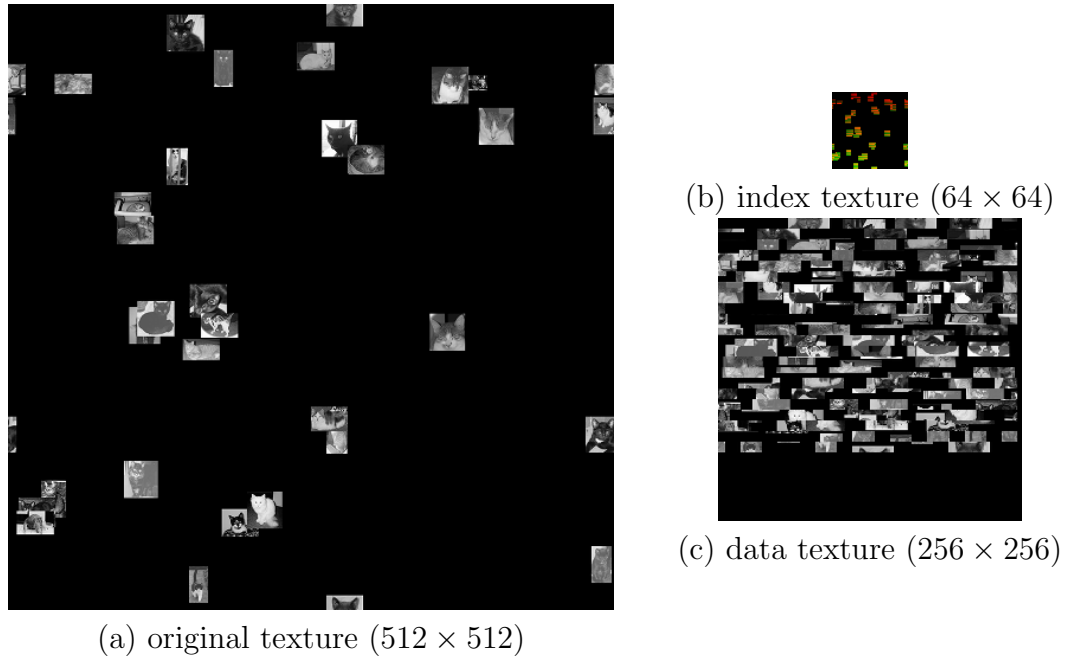 (b) index texture (64 × 64)
(c) data texture (256 × 256)
(a) original texture (512 × 512)